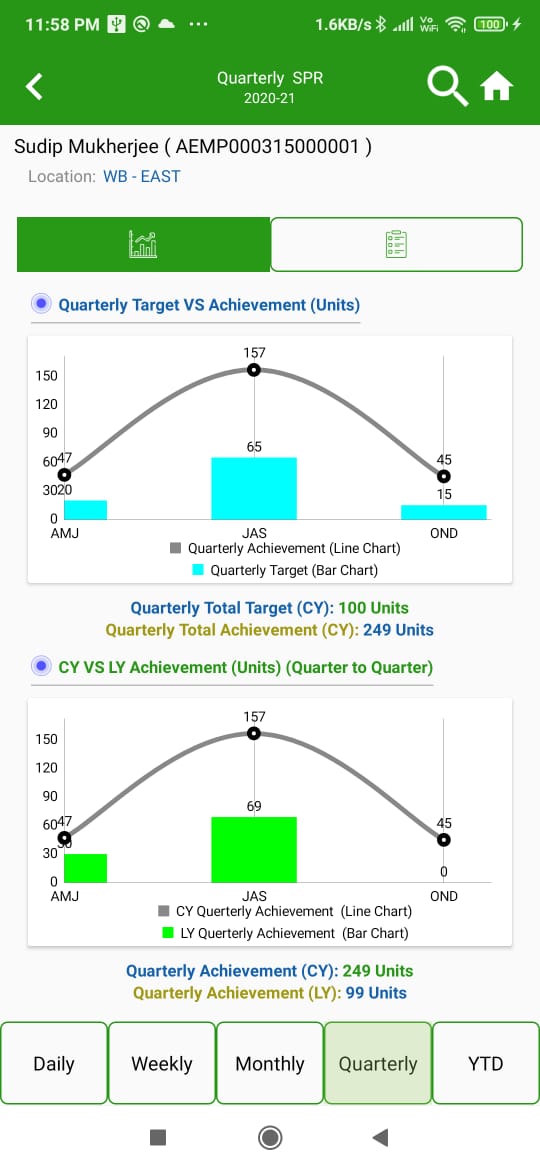 11:58 PM ... 1.6KB/s Vo WiFi 100
Quarterly SPR
2020-21
Sudip Mukherjee ( AEMP000315000001 )
Location: WB - EAST
Quarterly Target VS Achievement (Units)
157
150
120
90
65
60 47 45
30 20 15
0
AMJ JAS OND
Quarterly Achievement (Line Chart)
Quarterly Target (Bar Chart)
Quarterly Total Target (CY): 100 Units
Quarterly Total Achievement (CY): 249 Units
CY VS LY Achievement (Units) (Quarter to Quarter)
157
150
120
90
69
60 47 45
30
0 0
AMJ JAS OND
CY Querterly Achievement (Line Chart)
LY Querterly Achievement (Bar Chart)
Quarterly Achievement (CY): 249 Units
Quarterly Achievement (LY): 99 Units
Daily Weekly Monthly Quarterly YTD